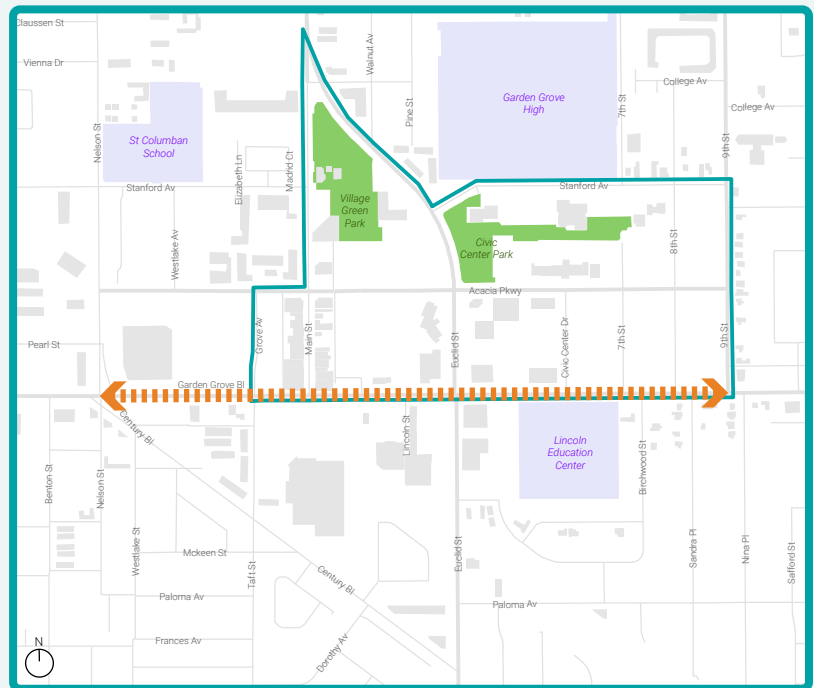 Claussen St
Vienna Dr
Walnut Av
Pine St
Garden Grove
High
7th St
College Av
College Av
9th St
Nelson St
St Columban
School
Elizabeth Ln
Madrid Ct
Stanford Av
Stanford Av
Village
Green
Park
Civic
Center Park
Westlake Av
8th St
Acacia Pkwy
Pearl St
Grove Av
Main St
Euclid St
Civic Center Dr
7th St
9th St
Garden Grove Bl
Century Bl
Lincoln St
Lincoln
Education
Center
Birchwood St
Benton St
Nelson St
Westlake St
Mckeen St
Taft St
Century Bl
Euclid St
Sandra Pl
Nina Pl
Safford St
Paloma Av
Paloma Av
Frances Av
Dorothy Av
N